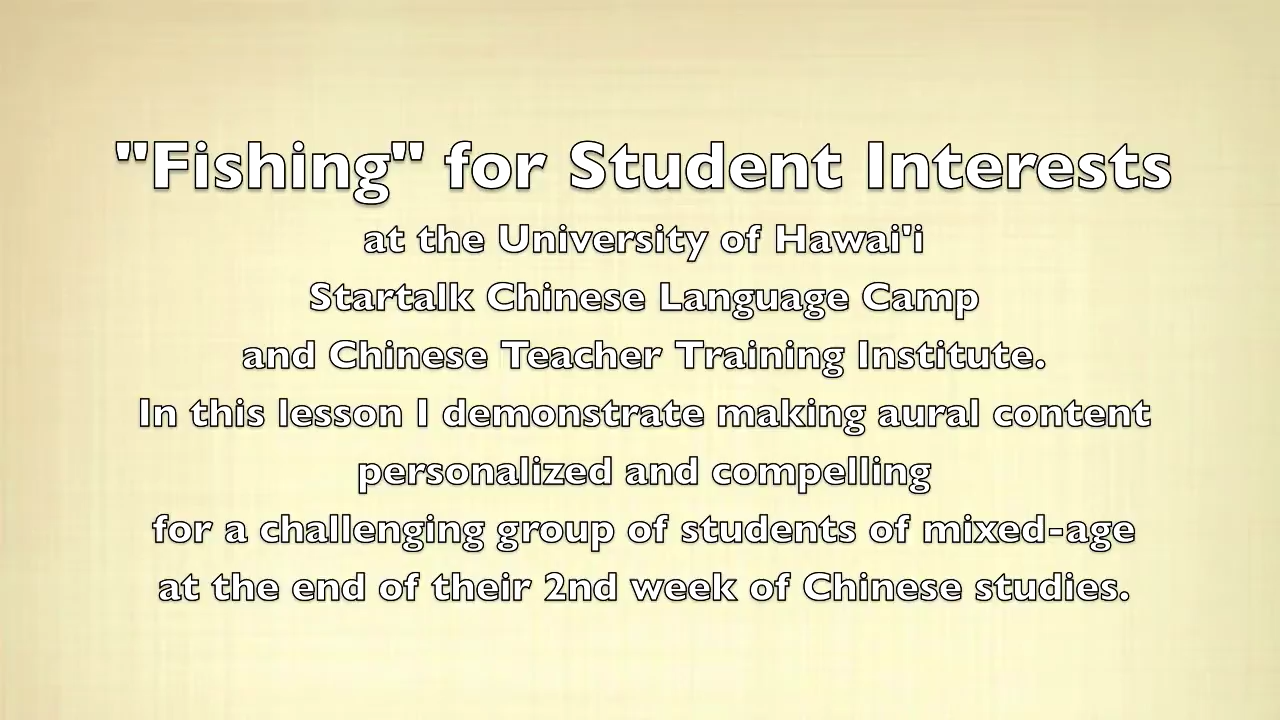 "Fishing" for Student Interests
at the University of Hawai'i
Startalk Chinese Language Camp
and Chinese Teacher Training Institute.
In this lesson I demonstrate making aural content
personalized and compelling
for a challenging group of students of mixed-age
at the end of their 2nd week of Chinese studies.